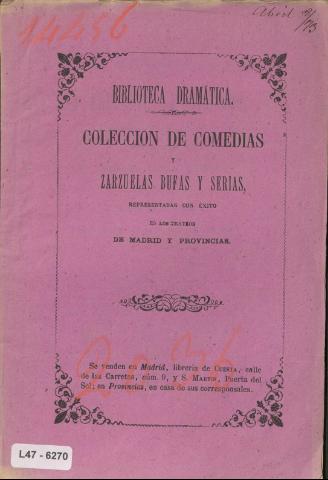 14456
Abril
BIBLIOTECA DRAMÁTICA.
COLECCION DE COMEDIAS
Y
ZARZUELAS BUFAS Y SERIAS,
REPRESENTADAS CON ÉXITO
EN LOS TEATROS
DE MADRID Y PROVINCIAS.
Se venden en Madrid, librería de CUESTA, calle
de las Carretas, núm. 9, y S. MARTIN, Puerta del
Sol; en Provincias, en casa de sus corresponsales.
L47 - 6270